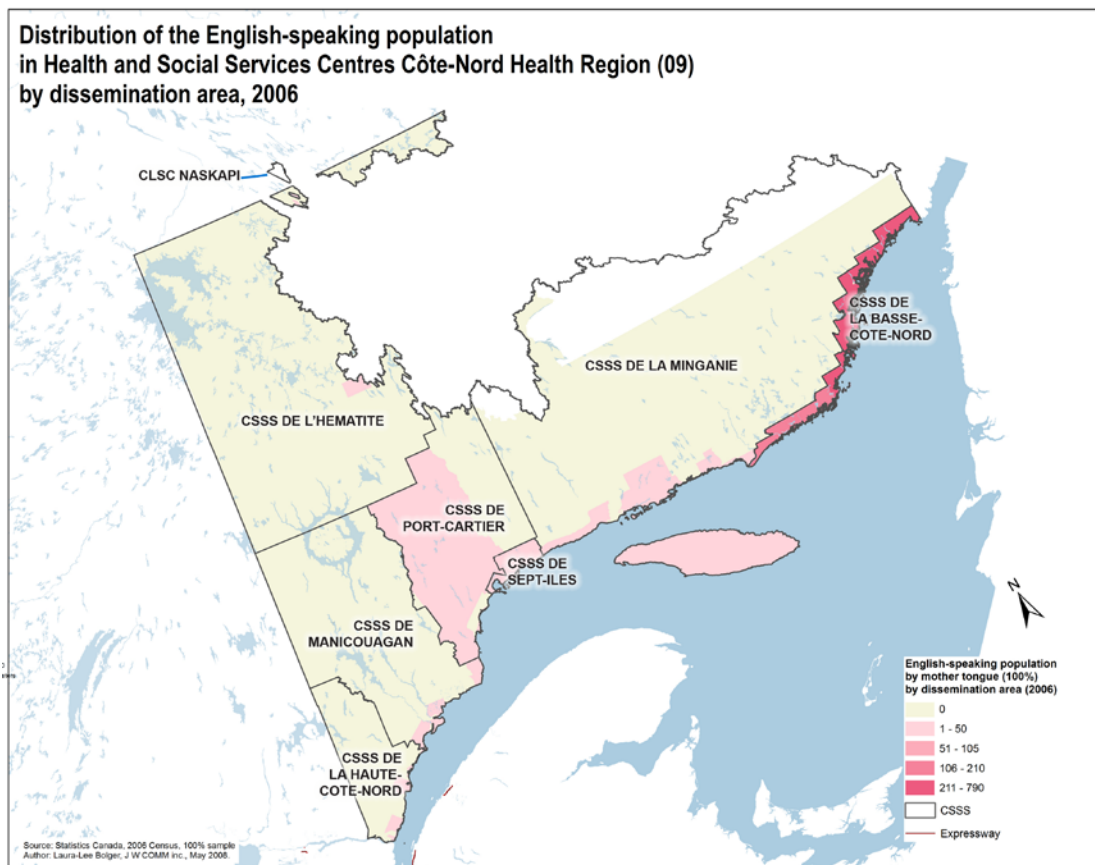 Distribution of the English-speaking population
in Health and Social Services Centres Côte-Nord Health Region (09)
by dissemination area, 2006
CLSC NASKAPI
CSSS DE
LA BASSE-
COTE-NORD
CSSS DE LA MINGANIE
CSSS DE L'HEMATITE
CSSS DE
PORT-CARTIER
CSSS DE
SEPT-ILES
CSSS DE
MANICOUAGAN
N
CSSS DE
LA HAUTE-
COTE-NORD
English-speaking population
by mother tongue (100%)
by dissemination area (2006)
0
1 - 50
51 - 105
106 - 210
211 - 790
CSSS
Expressway
Source: Statistics Canada, 2006 Census, 100% sample
Author: Laura-Lee Bolger, J W COMM inc., May 2008.